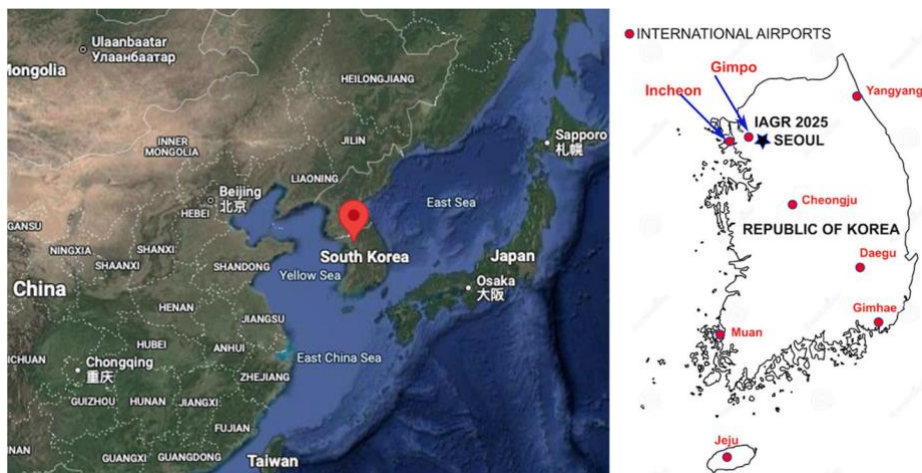 Ulaanbaatar
Улаанбаатар
Mongolia
HEILONGJIANG
JILIN
INNER
MONGOLIA
LIAONING
Sapporo
札幌
Beijing
北京
HEBEI
East Sea
GANSU
NINGXIA
SHANXI
SHAANXI
SHANDONG
South Korea
Yellow Sea
Japan
Osaka
大阪
China
HENAN
JIANGSU
HUBEI
ANHUI
East China Sea
Chongqing
重庆
ZHEJIANG
GUIZHOU
HUNAN
JIANGXI
FUJIAN
GUANGXI
GUANGDONG
Taiwan
INTERNATIONAL AIRPORTS
Gimpo
Incheon
Yangyang
IAGR 2025
SEOUL
Cheongju
REPUBLIC OF KOREA
Daegu
Gimhae
Muan
Jeju